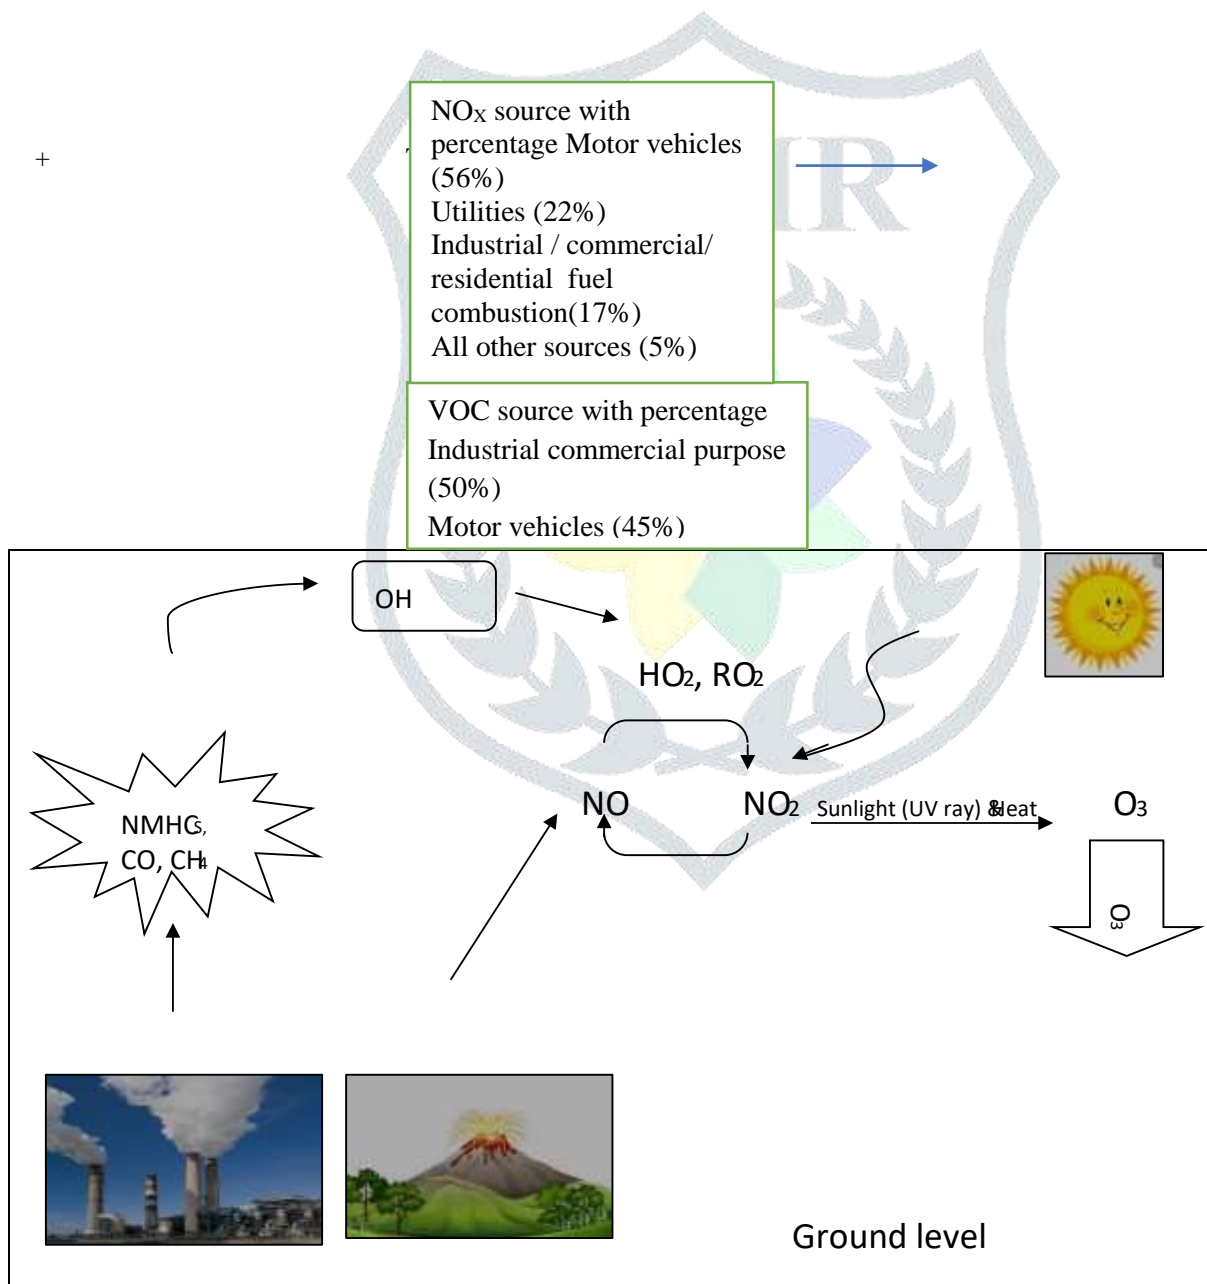 NOX source with
percentage Motor vehicles
(56%)
Utilities (22%)
Industrial / commercial/
residential fuel
combustion(17%)
All other sources (5%)
+
IR
VOC source with percentage
Industrial commercial purpose
(50%)
Motor vehicles (45%)
OH
HO2, RO2
NMHCS,
CO, CH4
NO
NO2
Sunlight (UV ray) & Heat
O3
O3
Ground level